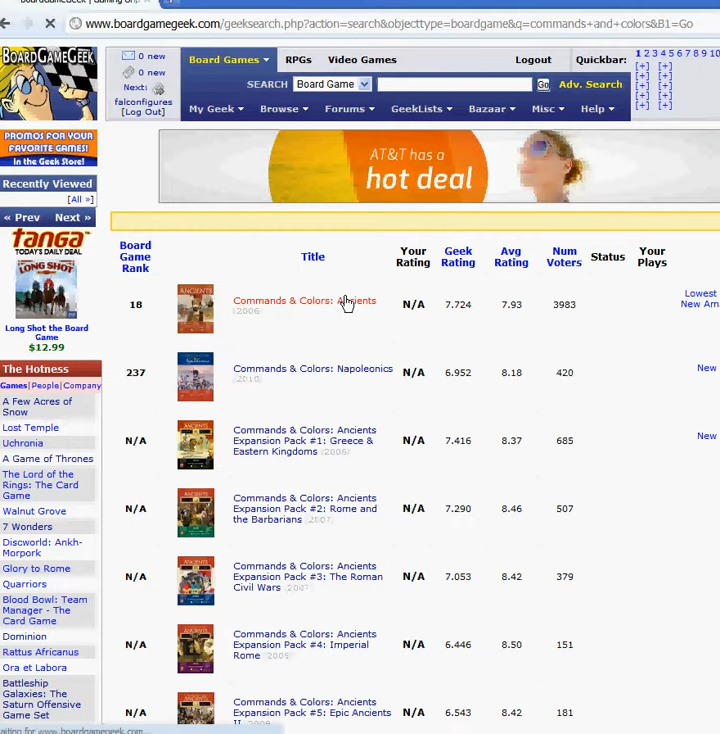 www.boardgamegeek.com/geeksearch.php?action=search&objecttype=boardgame&q=commands+and+colors&B1=Go
BOARDGAMEGEEK
0 new
0 new
Next:
falconfigures
[Log Out]
Board Games RPGs Video Games Logout Quickbar: 1 2 3 4 5 6 7 8 9 10
[+] [+]
[+] [+]
[+] [+]
[+] [+]
SEARCH Board Game Go Adv. Search
My Geek Browse Forums GeekLists Bazaar Misc Help
PROMOS FOR YOUR
FAVORITE GAMES!
In the Geek Store!
AT&T has a
hot deal
Recently Viewed
[All »]
« Prev Next »
tanga
TODAY'S DAILY DEAL
LONG SHOT
Long Shot the Board
Game
$12.99
The Hotness
Games|People|Company
A Few Acres of
Snow
Lost Temple
Uchronia
A Game of Thrones
The Lord of the
Rings: The Card
Game
Walnut Grove
7 Wonders
Discworld: Ankh-
Morpork
Glory to Rome
Quarriors
Blood Bowl: Team
Manager - The
Card Game
Dominion
Rattus Africanus
Ora et Labora
Battleship
Galaxies: The
Saturn Offensive
Game Set
Board
Game
Rank
Title
Your
Rating
Geek
Rating
Avg
Rating
Num
Voters
Status
Your
Plays
18 Commands & Colors: Ancients
(2006)
N/A 7.724 7.93 3983
Lowest
New Am
237 Commands & Colors: Napoleonics
(2010)
N/A 6.952 8.18 420 New
N/A Commands & Colors: Ancients
Expansion Pack #1: Greece &
Eastern Kingdoms (2006)
N/A 7.416 8.37 685 New
N/A Commands & Colors: Ancients
Expansion Pack #2: Rome and
the Barbarians (2007)
N/A 7.290 8.46 507
N/A Commands & Colors: Ancients
Expansion Pack #3: The Roman
Civil Wars (2007)
N/A 7.053 8.42 379
N/A Commands & Colors: Ancients
Expansion Pack #4: Imperial
Rome
N/A 6.446 8.50 151
N/A Commands & Colors: Ancients
Expansion Pack #5: Epic Ancients
II
N/A 6.543 8.42 181
aiting for www.boardgamegeek.com...